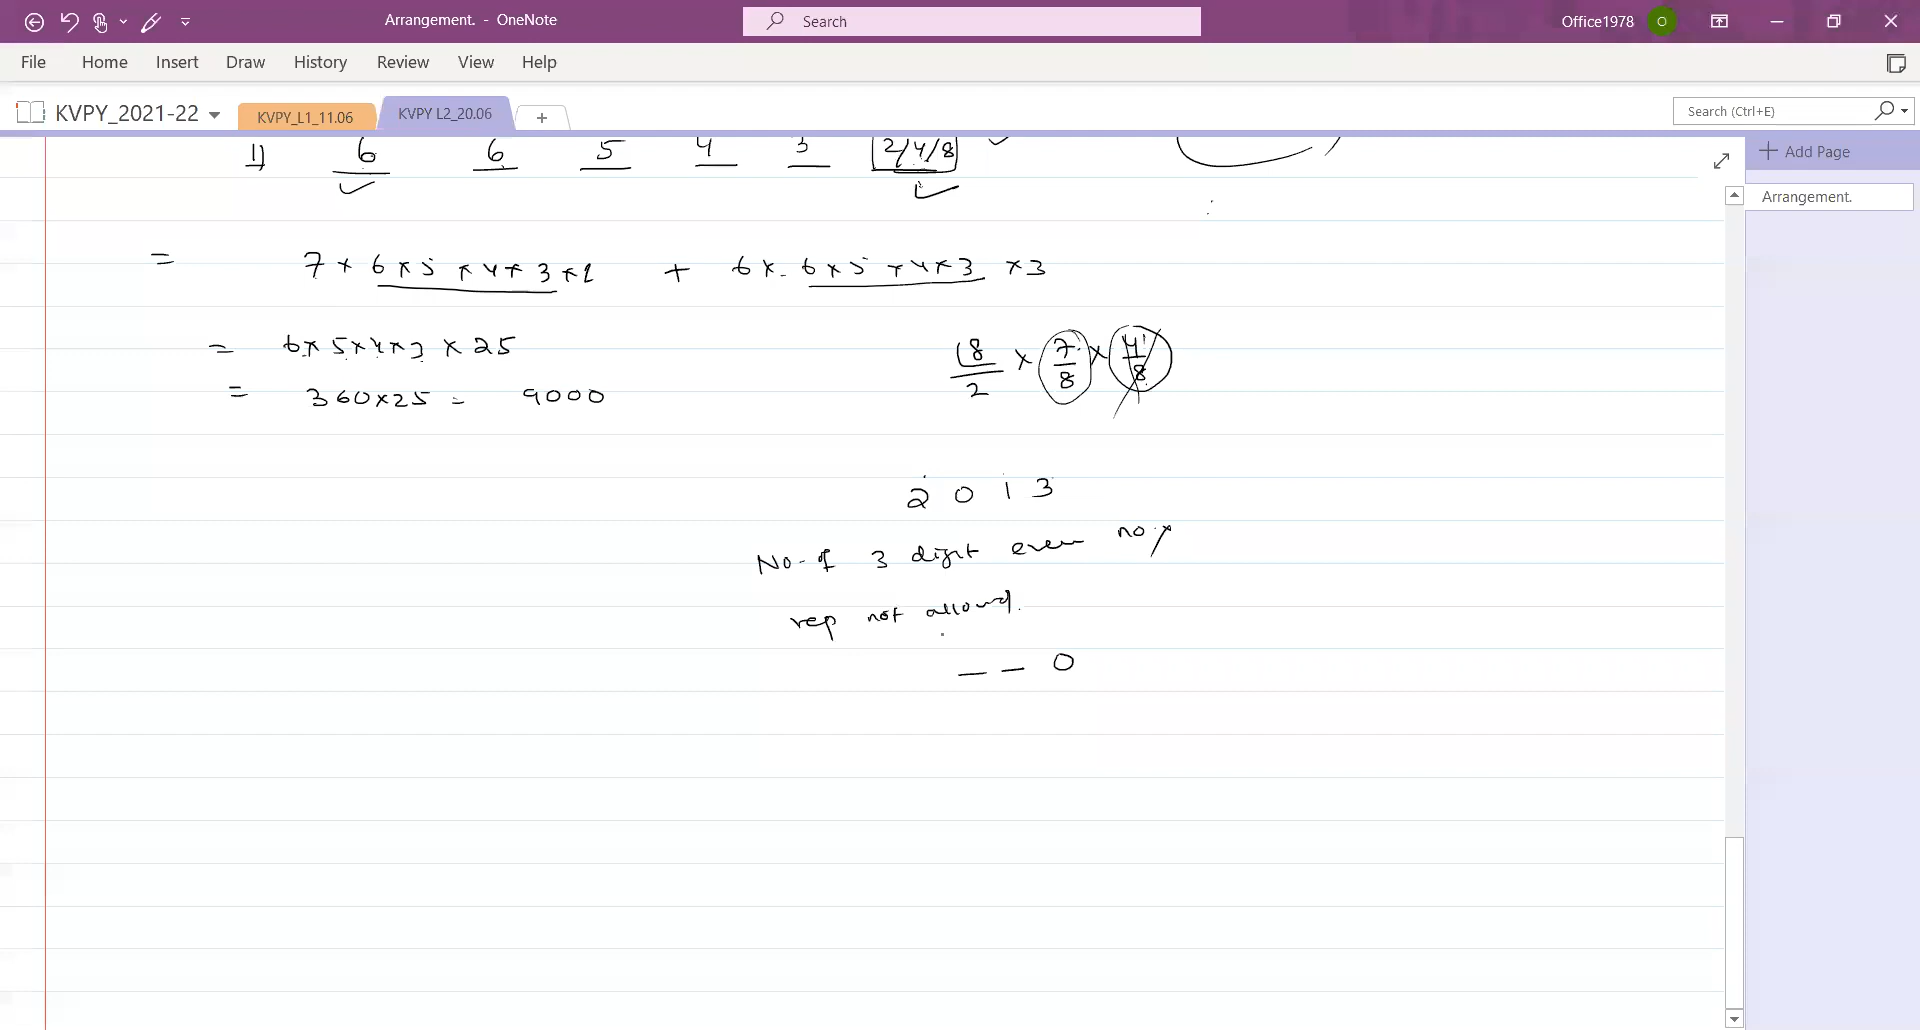 Arrangement. - OneNote
Search
Office1978
O
File Home Insert Draw History Review View Help
KVPY_2021-22
KVPY_L1_11.06
KVPY L2_20.06
+
Search (Ctrl+E)
Add Page
Arrangement.
1) 6 6 5 4 3 2/4/8
= 7 × 6 × 5 × 4 × 3 × 1 + 6 × 6 × 5 × 4 × 3 × 3
= 6 × 5 × 4 × 3 × 25
= 360 × 25 = 9000
⌊8/2 × 7/8 × 4/8
2 0 1 3
No. of 3 digit even no.
rep not allowed.
_ _ 0